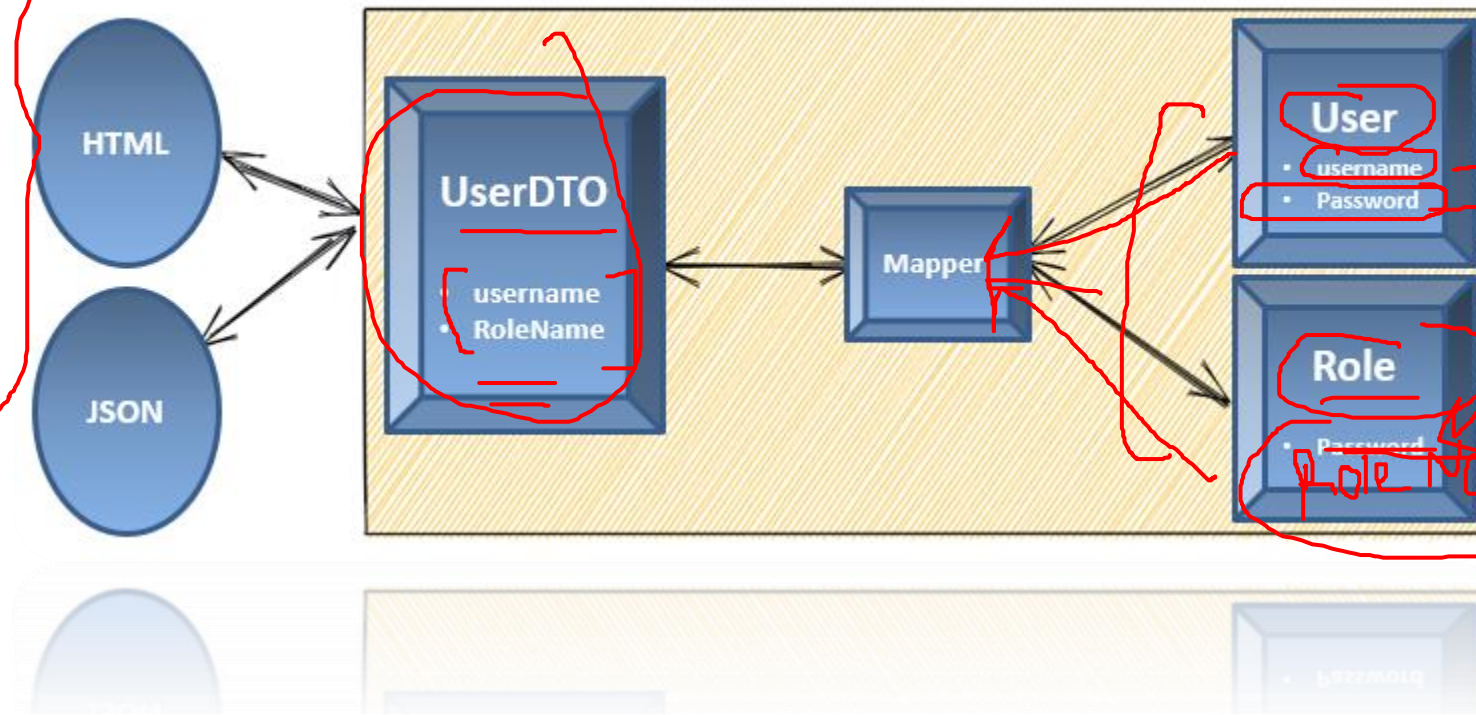 HTML
JSON
UserDTO
• username
• RoleName
Mapper
User
• username
• Password
Role
• Password